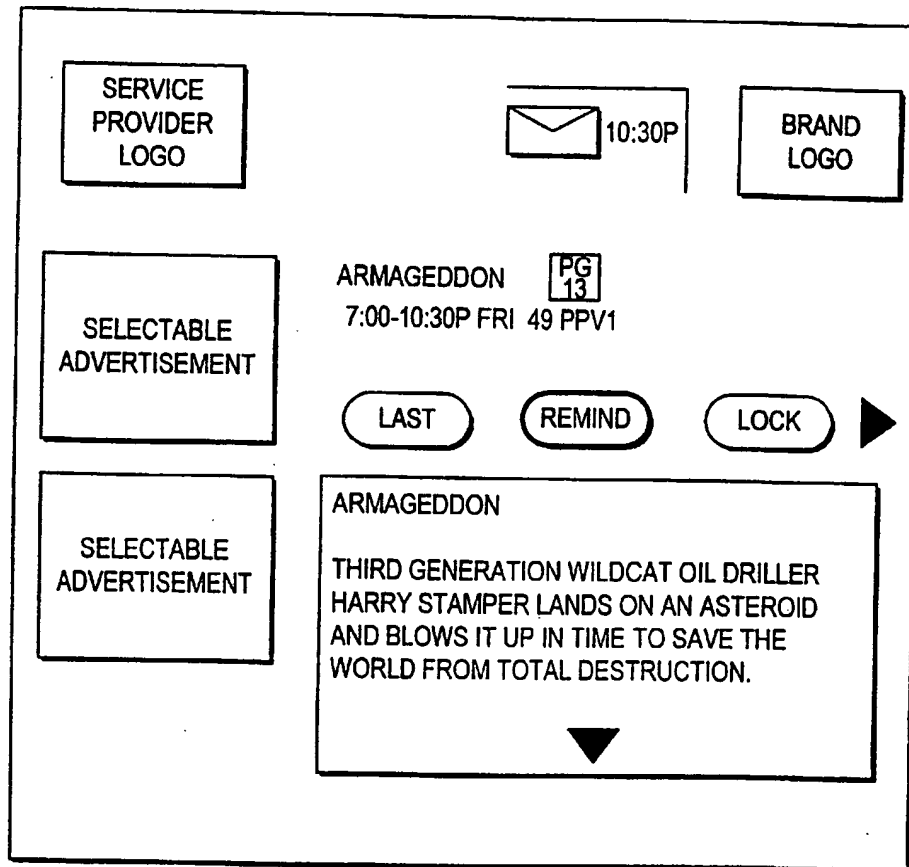 SERVICE
PROVIDER
LOGO
10:30P
BRAND
LOGO
SELECTABLE
ADVERTISEMENT
ARMAGEDDON PG
13
7:00-10:30P FRI 49 PPV1
LAST REMIND LOCK
SELECTABLE
ADVERTISEMENT
ARMAGEDDON
THIRD GENERATION WILDCAT OIL DRILLER
HARRY STAMPER LANDS ON AN ASTEROID
AND BLOWS IT UP IN TIME TO SAVE THE
WORLD FROM TOTAL DESTRUCTION.